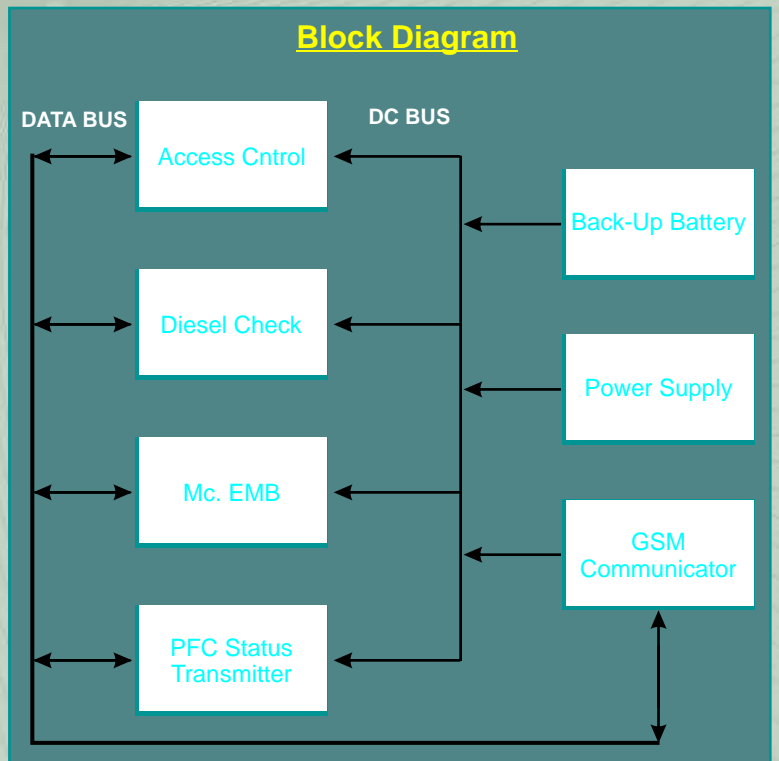 Block Diagram
DATA BUS
DC BUS
Access Cntrol
Back-Up Battery
Diesel Check
Power Supply
Mc. EMB
GSM
Communicator
PFC Status
Transmitter